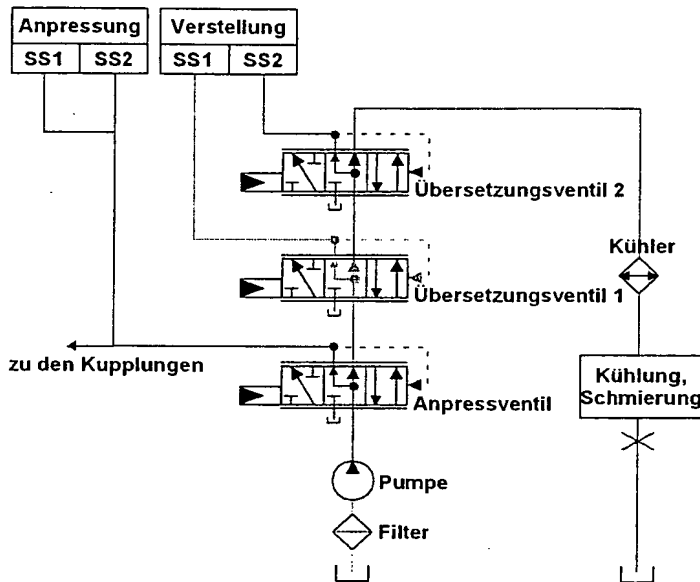 Anpressung
SS1 SS2
Verstellung
SS1 SS2
Übersetzungsventil 2
Kühler
Übersetzungsventil 1
zu den Kupplungen
Kühlung,
Schmierung
Anpressventil
Pumpe
Filter